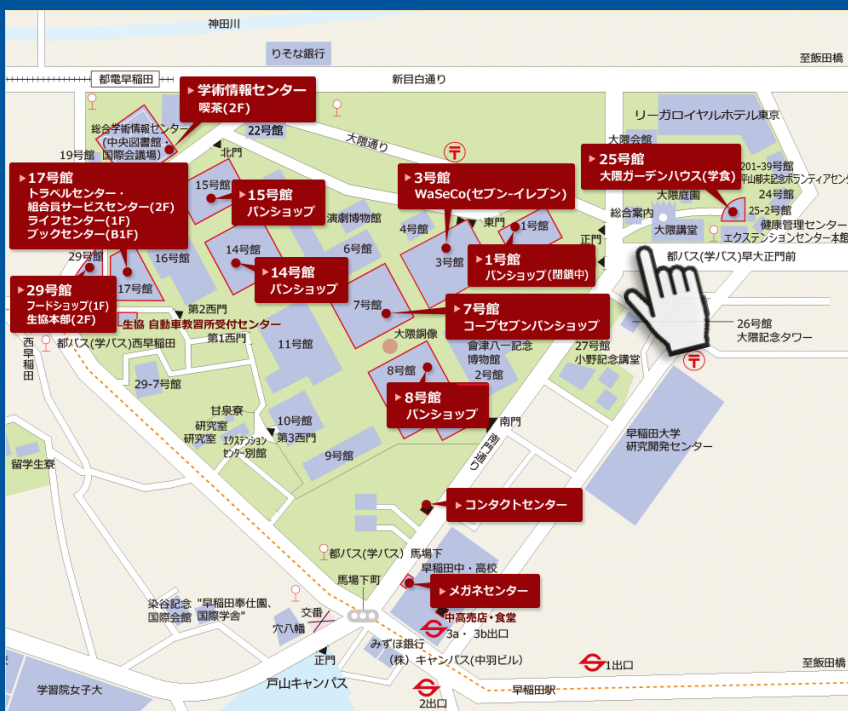 神田川
りそな銀行
至飯田橋
都電早稲田
新目白通り
学術情報センター
喫茶(2F)
総合学術情報センター
(中央図書館・
国際会議場)
19号館
22号館
大隈通り
北門
リーガロイヤルホテル東京
大隈会館
25号館
大隈ガーデンハウス(学食)
201-39号館
平山郁夫記念ボランティアセンター
24号館
大隈庭園
25-2号館
総合案内
大隈講堂
健康管理センター
エクステンションセンター本館
都バス(学バス)早大正門前
17号館
トラベルセンター・
組合員サービスセンター(2F)
ライフセンター(1F)
ブックセンター(B1F)
15号館
15号館
パンショップ
3号館
WaSeCo(セブン-イレブン)
演劇博物館
4号館
東門
1号館
正門
14号館
6号館
3号館
1号館
パンショップ(閉鎖中)
16号館
14号館
パンショップ
29号館
17号館
29号館
フードショップ(1F)
生協本部(2F)
7号館
7号館
コープセブンパンショップ
第2西門
生協 自動車教習所受付センター
西早稲田
都バス(学バス)西早稲田
第1西門
11号館
大隈銅像
會津八一記念
博物館
2号館
27号館
小野記念講堂
26号館
大隈記念タワー
8号館
8号館
パンショップ
29-7号館
甘泉寮
研究室
研究室
エクステンション
センター別館
10号館
第3西門
9号館
南門
南門通り
早稲田大学
研究開発センター
留学生寮
コンタクトセンター
都バス(学バス) 馬場下
早稲田中・高校
馬場下町
メガネセンター
染谷記念
国際会館
"早稲田奉仕園、
国際学舎"
交番
穴八幡
中高売店・食堂
3a・ 3b出口
みずほ銀行
(株) キャンパス(中羽ビル)
正門
戸山キャンパス
1出口
至飯田橋
学習院女子大
2出口
早稲田駅